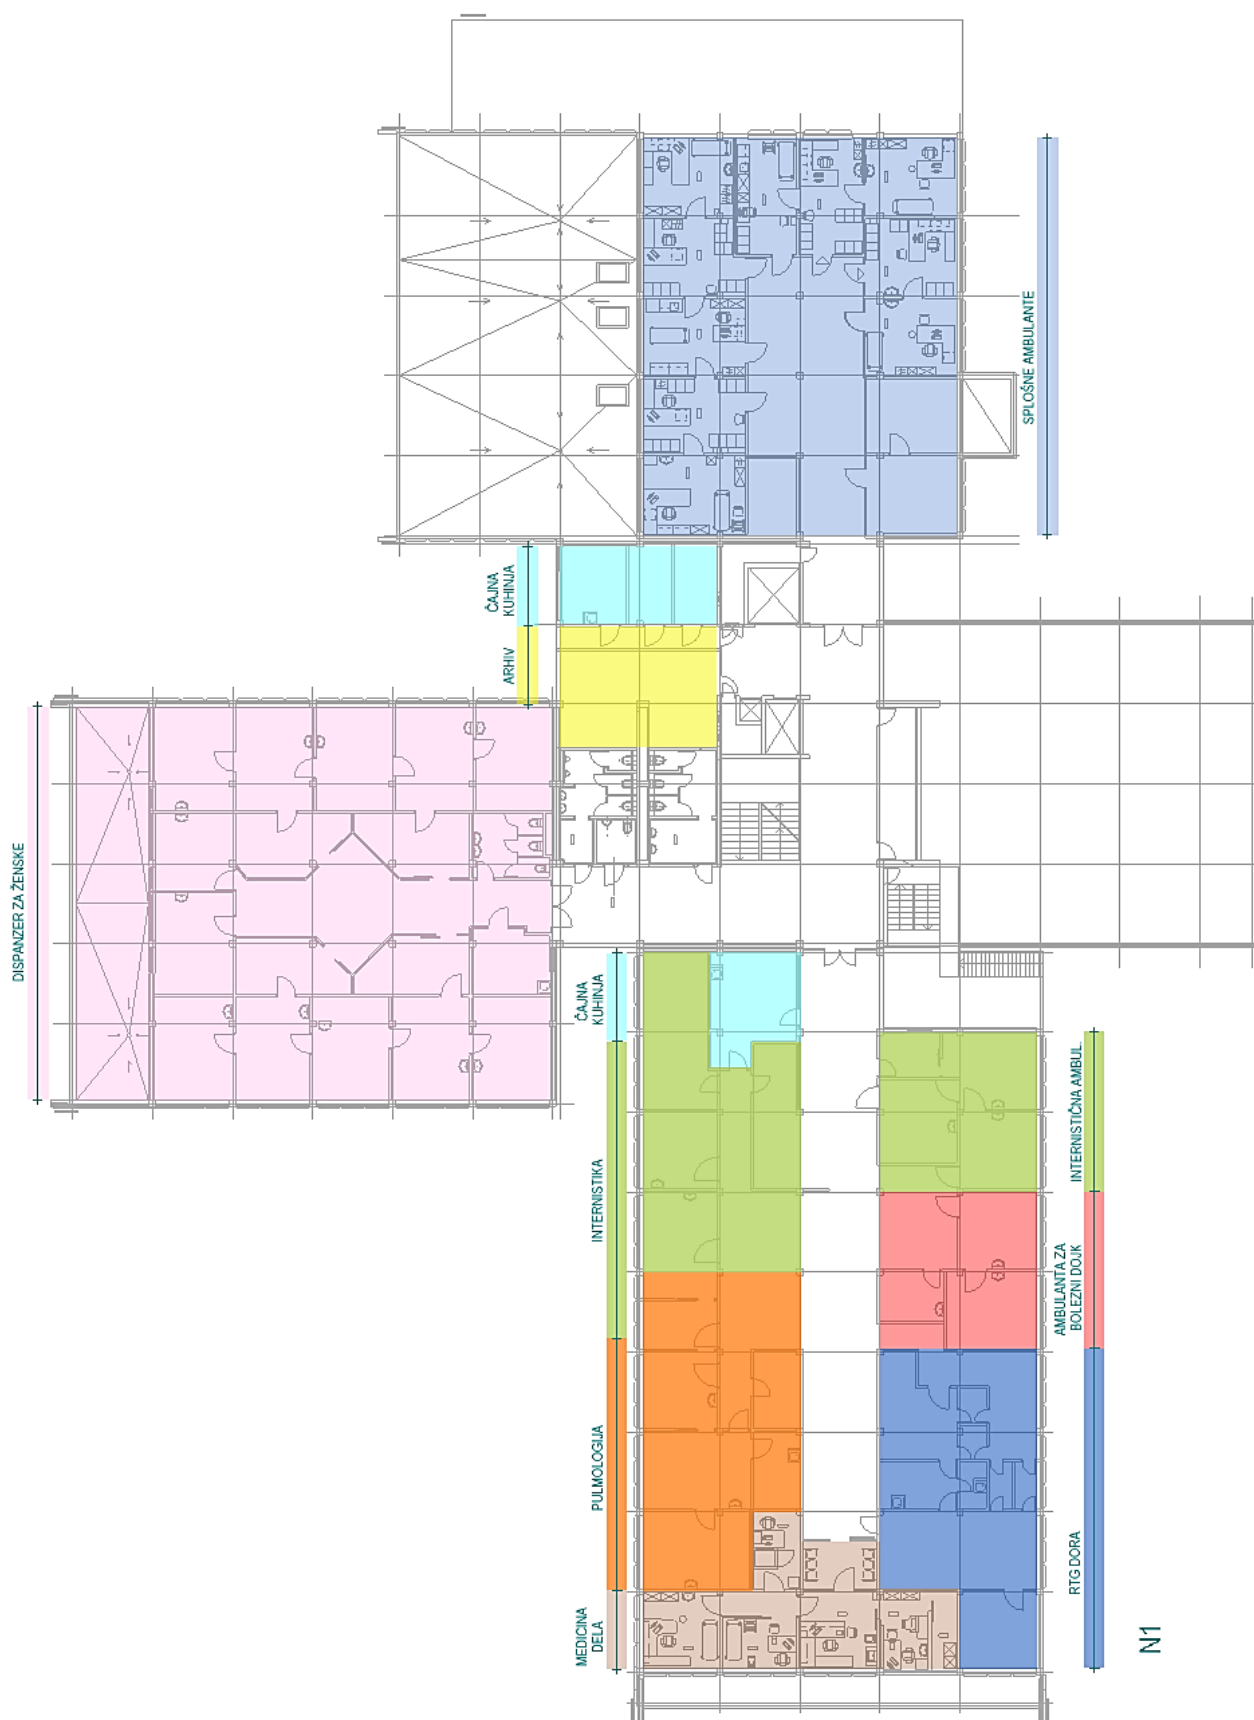 SPLOŠNE AMBULANTE
ČAJNA
KUHINJA
ARHIV
DISPANZER ZA ŽENSKE
ČAJNA
KUHINJA
INTERNISTIKA
PULMOLOGIJA
MEDICINA
DELA
INTERNISTIČNA AMBUL.
AMBULANTA ZA
BOLEZNI DOJK
RTG DORA
N1